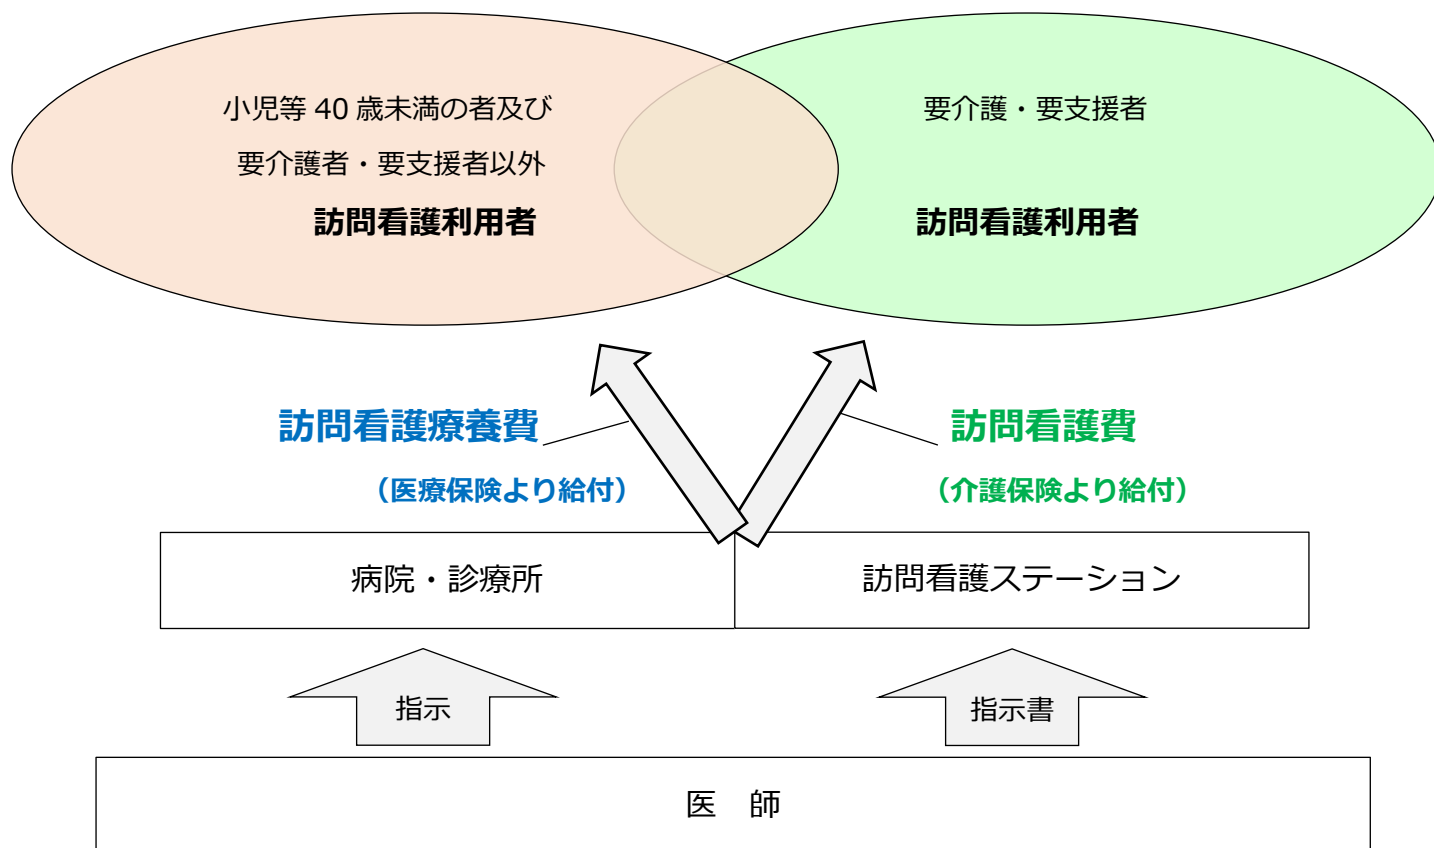 小児等 40 歳未満の者及び
要介護者・要支援者以外
訪問看護利用者
要介護・要支援者
訪問看護利用者
訪問看護療養費
（医療保険より給付）
訪問看護費
（介護保険より給付）
病院・診療所
訪問看護ステーション
指示
指示書
医　師